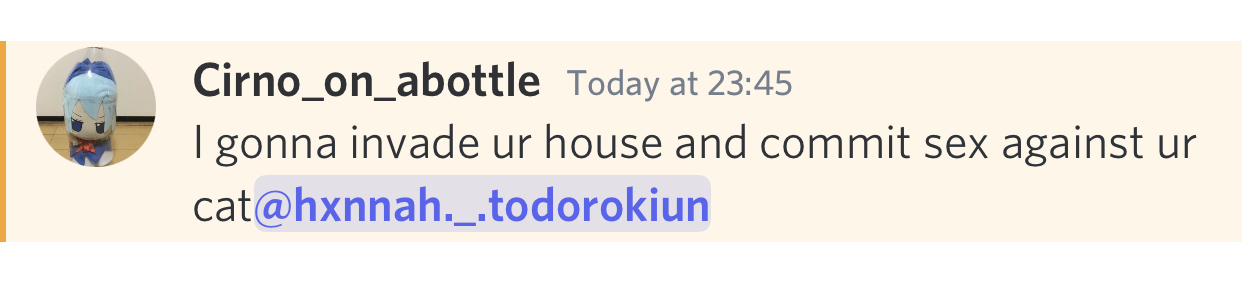 Cirno_on_abottle Today at 23:45
I gonna invade ur house and commit sex against ur
cat@hxnnah._.todorokiun